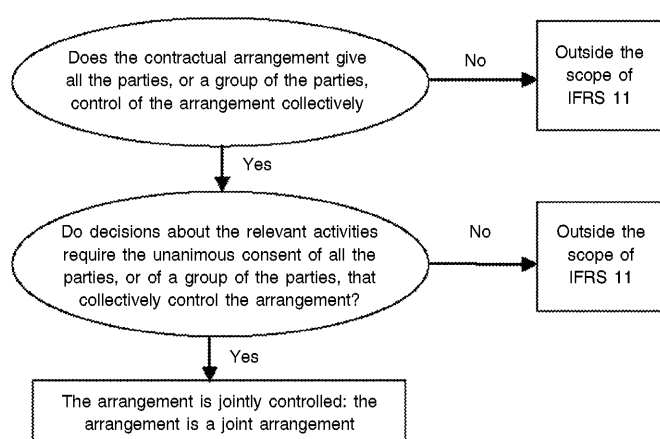 Does the contractual arrangement give
all the parties, or a group of the parties,
control of the arrangement collectively
No
Outside the
scope of
IFRS 11
Yes
Do decisions about the relevant activities
require the unanimous consent of all the
parties, or of a group of the parties, that
collectively control the arrangement?
No
Outside the
scope of
IFRS 11
Yes
The arrangement is jointly controlled: the
arrangement is a joint arrangement